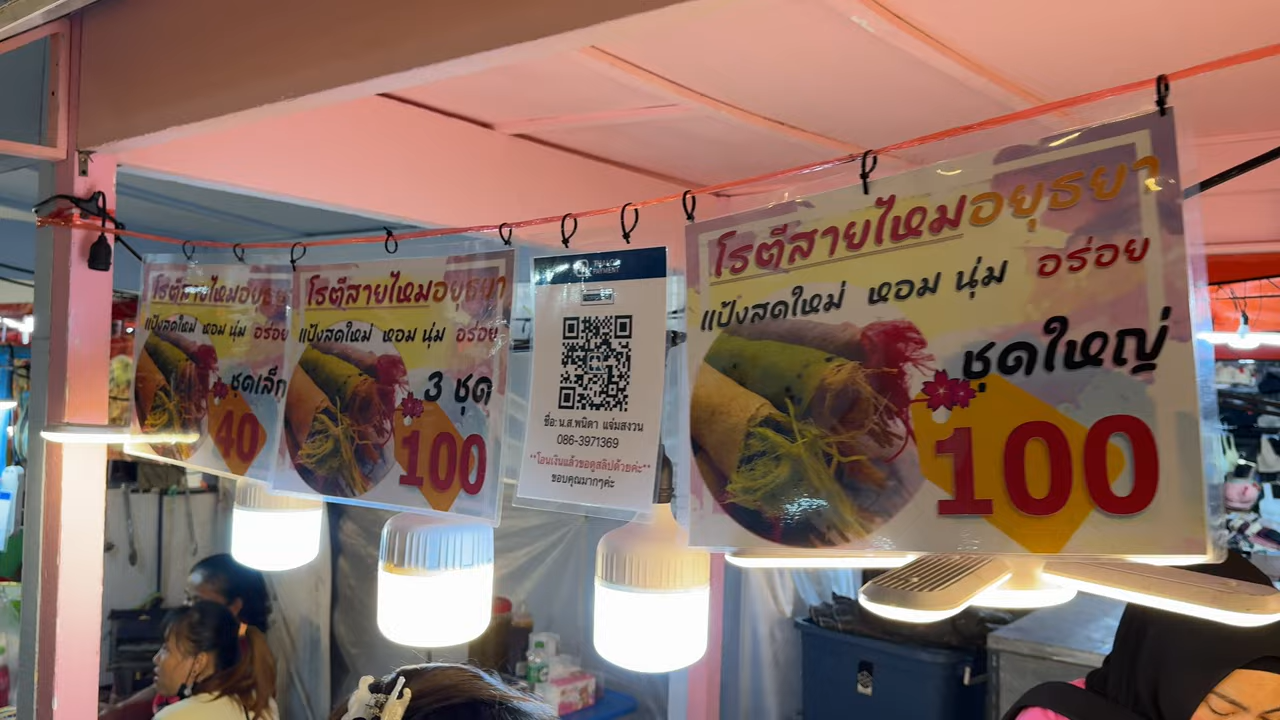 โรตีสายไหมอยุธยา
แป้งสดใหม่ หอม นุ่ม อร่อย
ชุดเล็ก
40
โรตีสายไหมอยุธยา
แป้งสดใหม่ หอม นุ่ม อร่อย
3 ชุด
100
THAI QR
PAYMENT
ชื่อ: น.ส.พนิดา แจ่มสงวน
086-3971369
**โอนเงินแล้วขอดูสลิปด้วยค่ะ**
ขอบคุณมากๆค่ะ
โรตีสายไหมอยุธยา
แป้งสดใหม่ หอม นุ่ม อร่อย
ชุดใหญ่
100